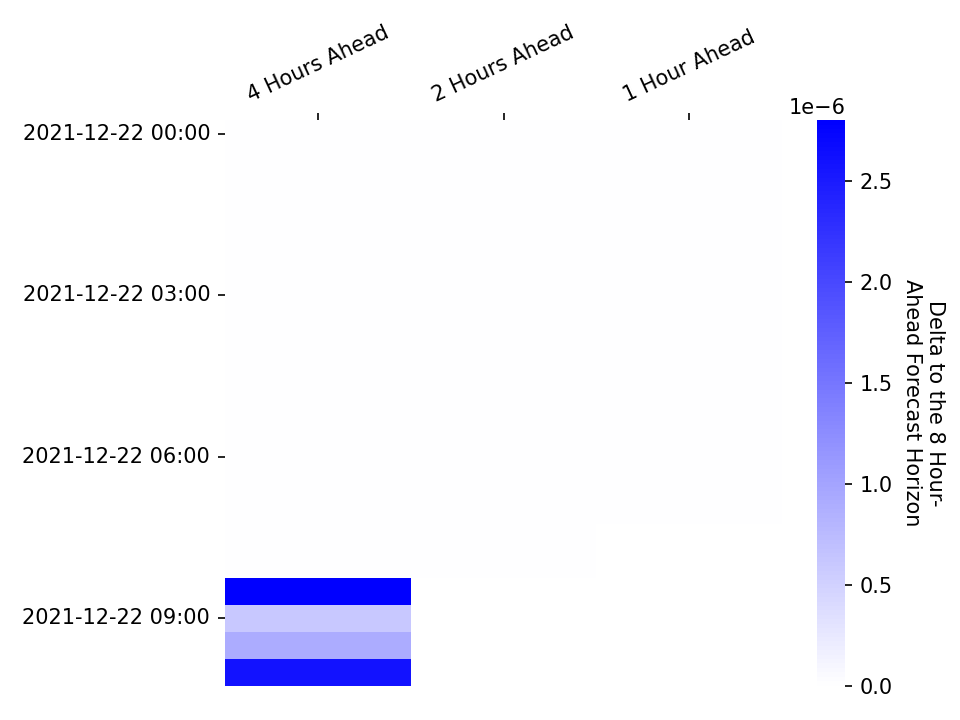 4 Hours Ahead
2 Hours Ahead
1 Hour Ahead
1e−6
2021-12-22 00:00
2021-12-22 03:00
2021-12-22 06:00
2021-12-22 09:00
2.5
2.0
1.5
1.0
0.5
0.0
Delta to the 8 Hour-
Ahead Forecast Horizon